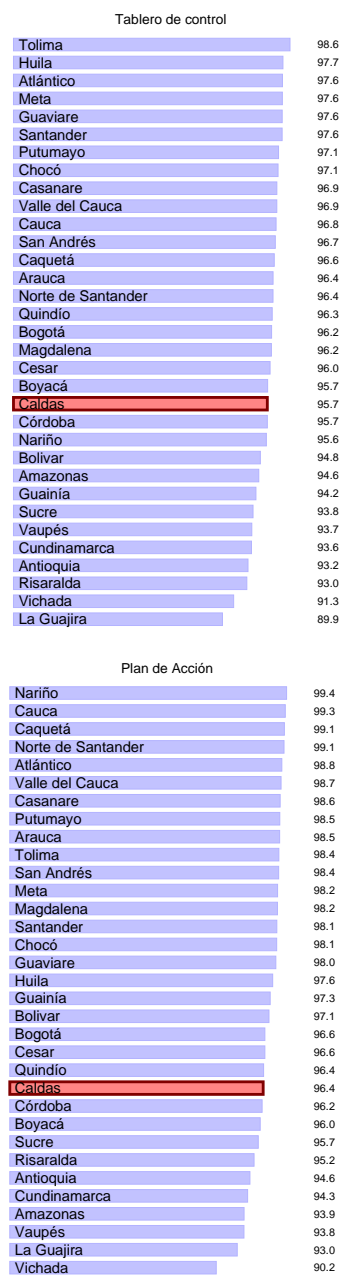 Tablero de control
Tolima 98.6
Huila 97.7
Atlántico 97.6
Meta 97.6
Guaviare 97.6
Santander 97.6
Putumayo 97.1
Chocó 97.1
Casanare 96.9
Valle del Cauca 96.9
Cauca 96.8
San Andrés 96.7
Caquetá 96.6
Arauca 96.4
Norte de Santander 96.4
Quindío 96.3
Bogotá 96.2
Magdalena 96.2
Cesar 96.0
Boyacá 95.7
Caldas 95.7
Córdoba 95.7
Nariño 95.6
Bolivar 94.8
Amazonas 94.6
Guainía 94.2
Sucre 93.8
Vaupés 93.7
Cundinamarca 93.6
Antioquia 93.2
Risaralda 93.0
Vichada 91.3
La Guajira 89.9
Plan de Acción
Nariño 99.4
Cauca 99.3
Caquetá 99.1
Norte de Santander 99.1
Atlántico 98.8
Valle del Cauca 98.7
Casanare 98.6
Putumayo 98.5
Arauca 98.5
Tolima 98.4
San Andrés 98.4
Meta 98.2
Magdalena 98.2
Santander 98.1
Chocó 98.1
Guaviare 98.0
Huila 97.6
Guainía 97.3
Bolivar 97.1
Bogotá 96.6
Cesar 96.6
Quindío 96.4
Caldas 96.4
Córdoba 96.2
Boyacá 96.0
Sucre 95.7
Risaralda 95.2
Antioquia 94.6
Cundinamarca 94.3
Amazonas 93.9
Vaupés 93.8
La Guajira 93.0
Vichada 90.2